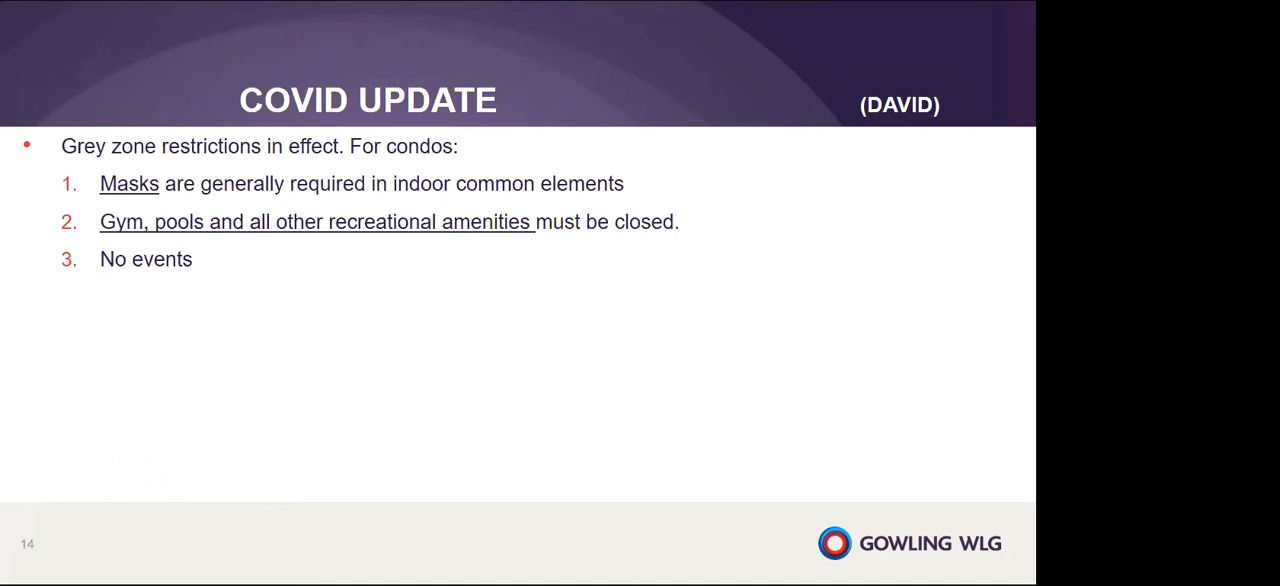 COVID UPDATE
(DAVID)
• Grey zone restrictions in effect. For condos:
1. Masks are generally required in indoor common elements
2. Gym, pools and all other recreational amenities must be closed.
3. No events
14
GOWLING WLG